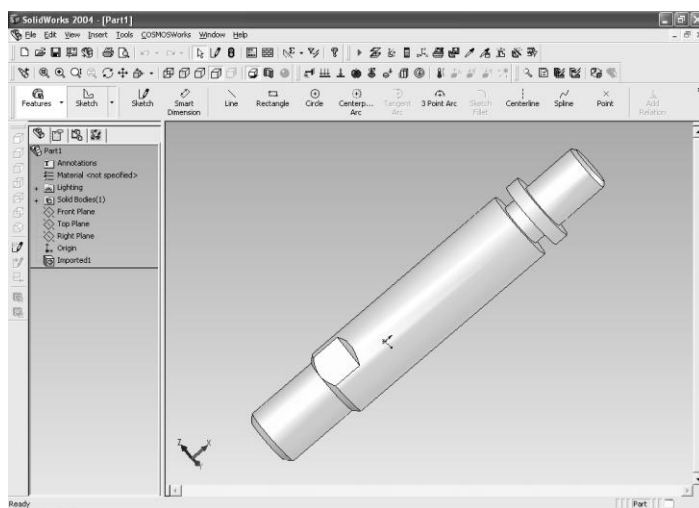 SolidWorks 2004 - [Part1]
File Edit View Insert Tools COSMOSWorks Window Help
Features Sketch Sketch Smart Dimension Line Rectangle Circle Centerp... Arc Tangent Arc 3 Point Arc Sketch Fillet Centerline Spline Point Add Relation
Part1
Annotations
Material <not specified>
Lighting
Solid Bodies(1)
Front Plane
Top Plane
Right Plane
Origin
Imported1
Z X Y
Ready Part